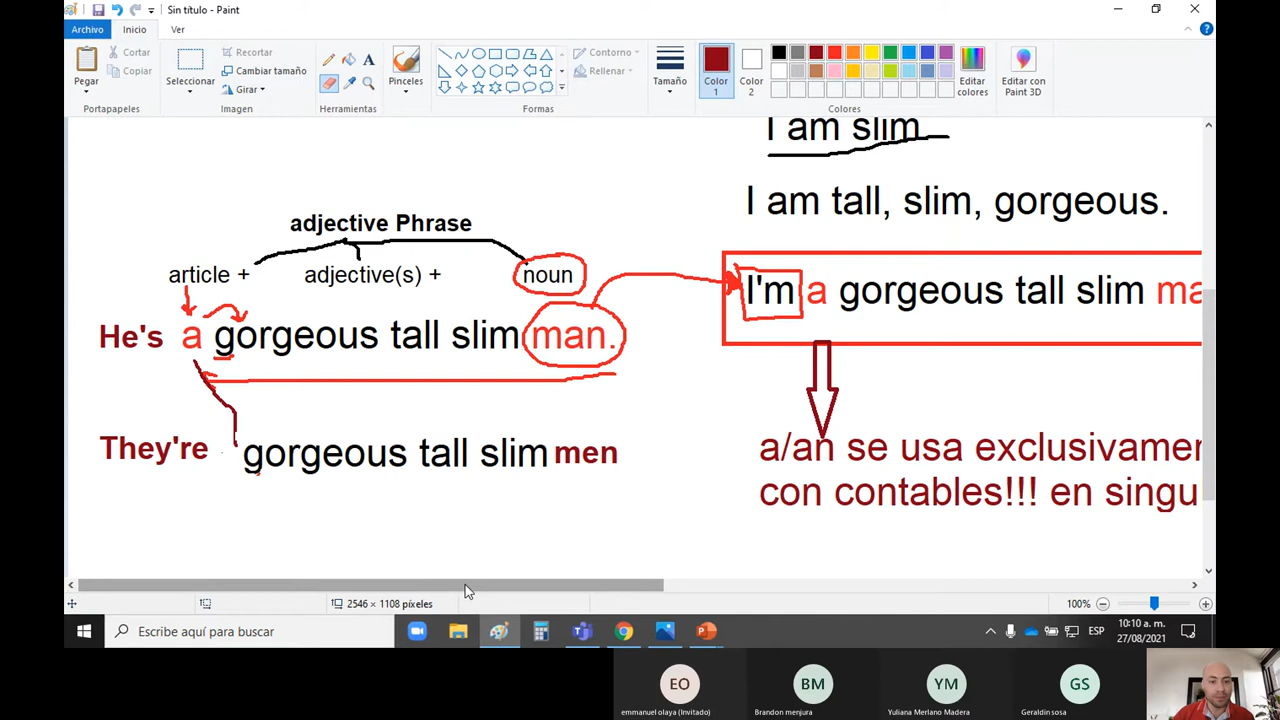 Sin título - Paint
Archivo
Inicio
Ver
Pegar
Cortar
Copiar
Portapapeles
Seleccionar
Recortar
Cambiar tamaño
Girar
Imagen
A
Pinceles
Herramientas
Contorno
Rellenar
Formas
Tamaño
Color 1
Color 2
Editar colores
Colores
Editar con Paint 3D
I am slim
I am tall, slim, gorgeous.
adjective Phrase
article + adjective(s) + noun
He's a gorgeous tall slim man.
They're gorgeous tall slim men
I'm a gorgeous tall slim ma
a/an se usa exclusivamen
con contables!!! en singu
2546 × 1108 píxeles
100%
Escribe aquí para buscar
ESP
10:10 a. m.
27/08/2021
EO
emmanuel olaya (Invitado)
BM
Brandon menjura
YM
Yuliana Merlano Madera
GS
Geraldin sosa